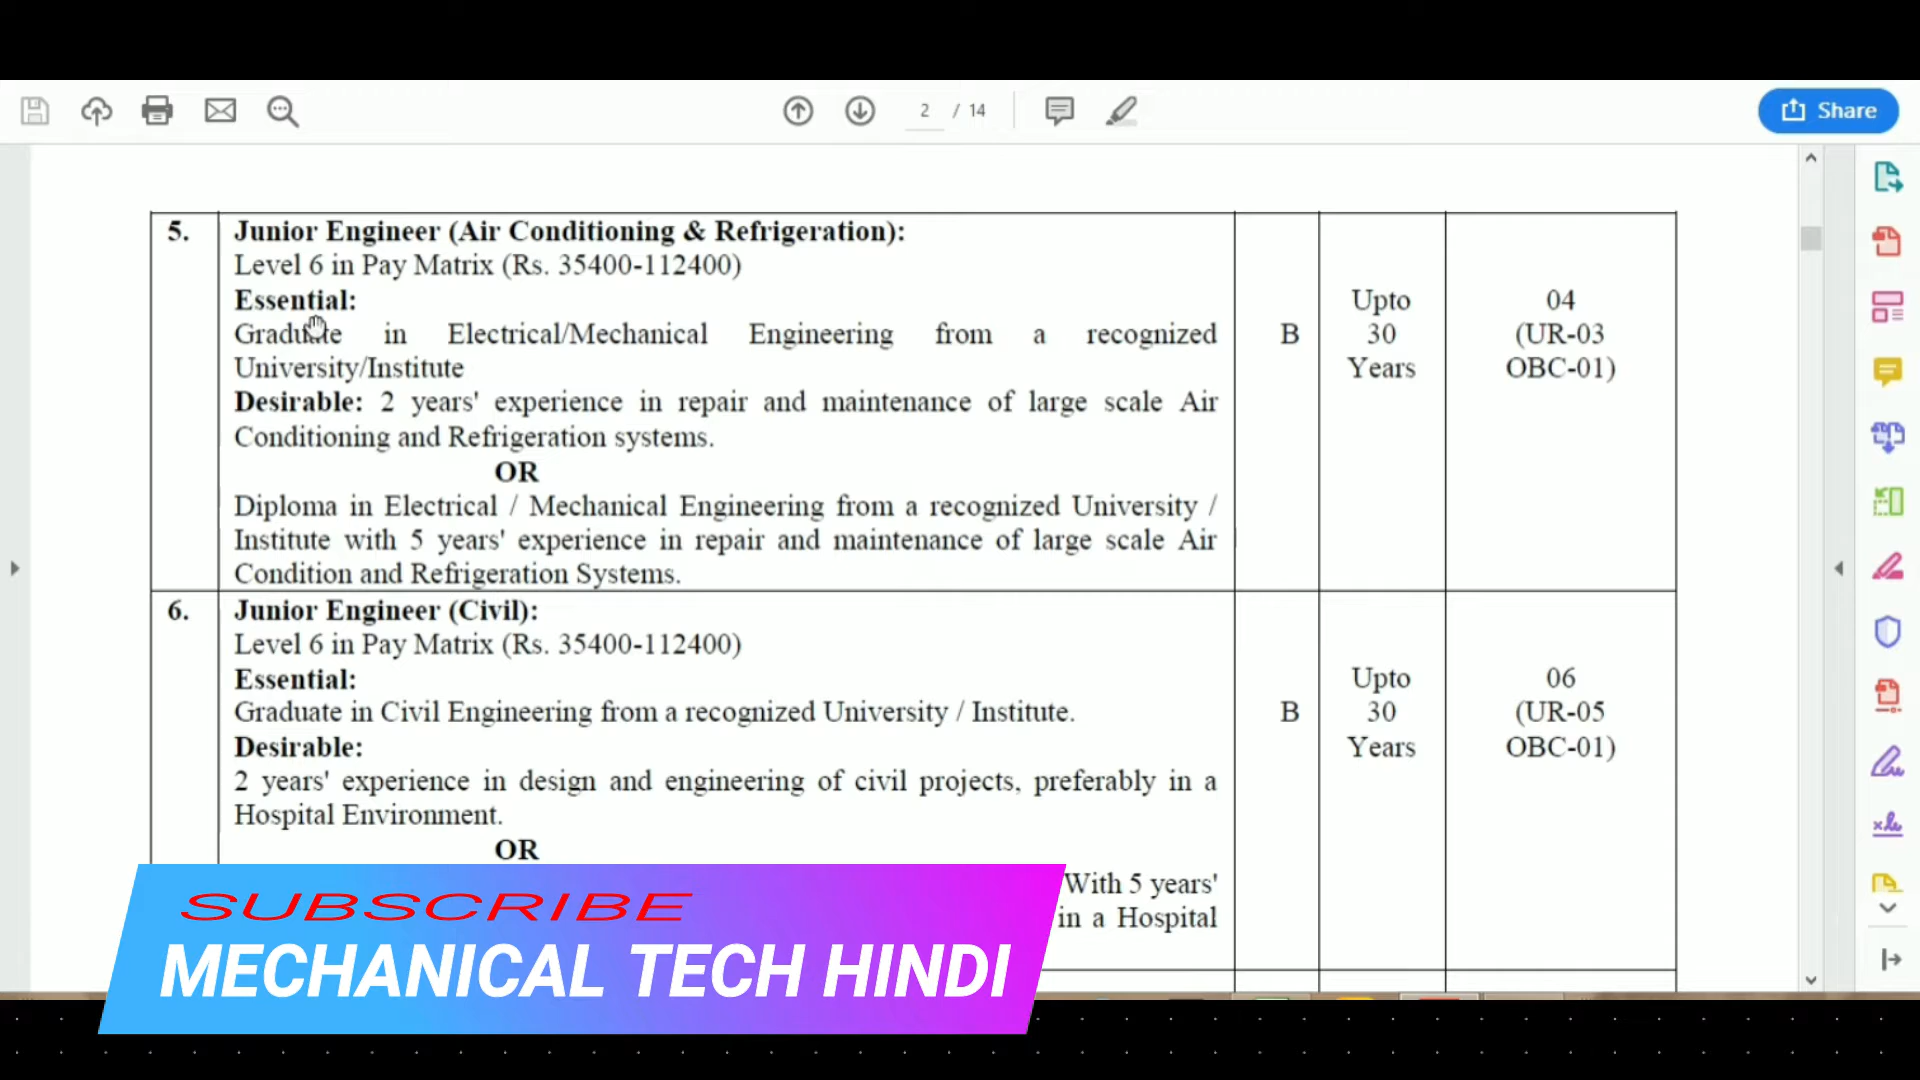 2 / 14
Share
5.
Junior Engineer (Air Conditioning & Refrigeration):
Level 6 in Pay Matrix (Rs. 35400-112400)
Essential:
Graduate in Electrical/Mechanical Engineering from a recognized
University/Institute
Desirable: 2 years' experience in repair and maintenance of large scale Air
Conditioning and Refrigeration systems.
OR
Diploma in Electrical / Mechanical Engineering from a recognized University /
Institute with 5 years' experience in repair and maintenance of large scale Air
Condition and Refrigeration Systems.
B
Upto
30
Years
04
(UR-03
OBC-01)
6.
Junior Engineer (Civil):
Level 6 in Pay Matrix (Rs. 35400-112400)
Essential:
Graduate in Civil Engineering from a recognized University / Institute.
Desirable:
2 years' experience in design and engineering of civil projects, preferably in a
Hospital Environment.
OR
With 5 years'
in a Hospital
B
Upto
30
Years
06
(UR-05
OBC-01)
SUBSCRIBE
MECHANICAL TECH HINDI